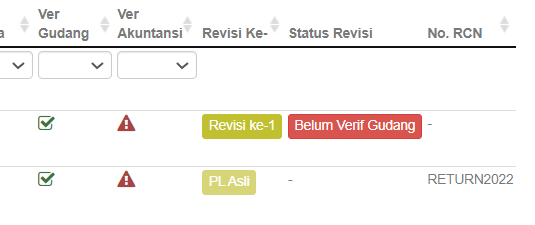 Ver Gudang Ver Akuntansi Revisi Ke- Status Revisi No. RCN
Revisi ke-1 Belum Verif Gudang -
PL Asli - RETURN2022